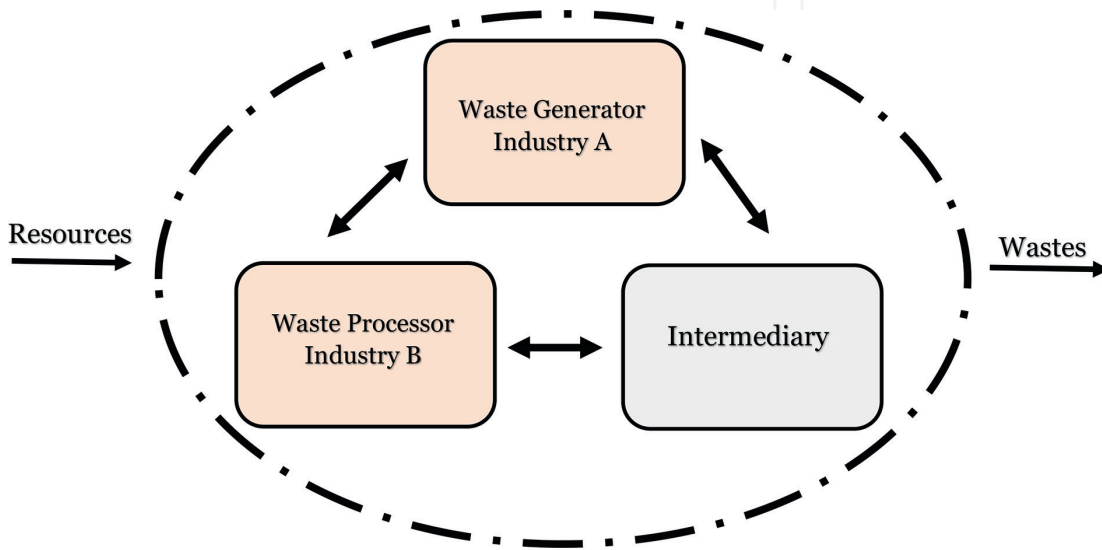 Waste Generator
Industry A
Resources
Wastes
Waste Processor
Industry B
Intermediary